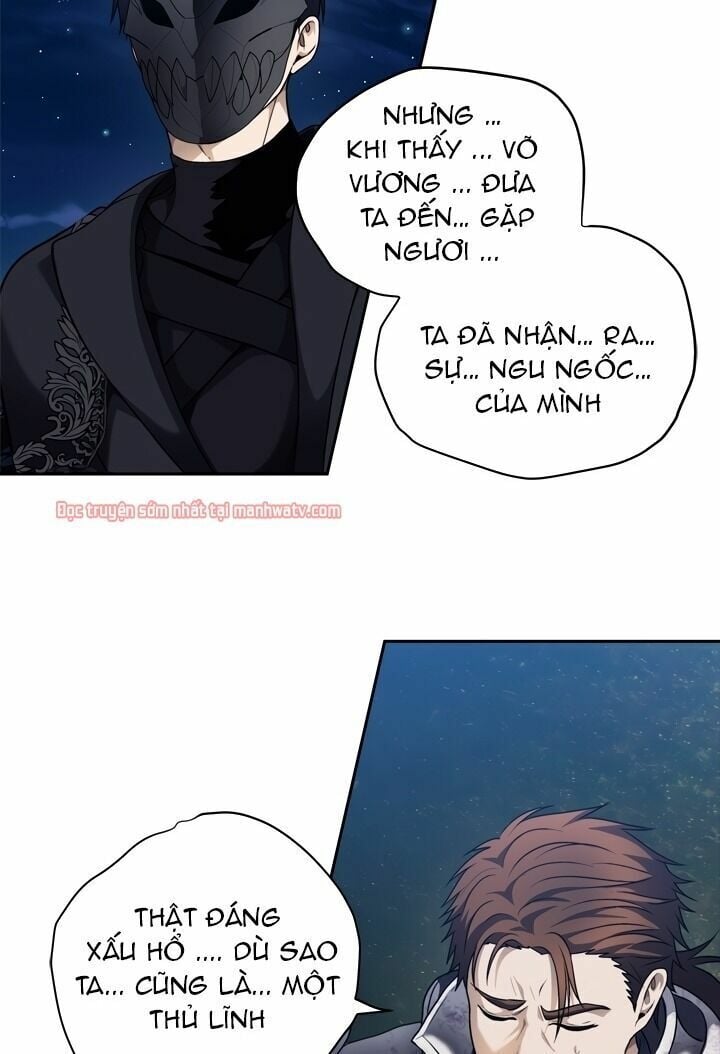 NHƯNG ...
KHI THẤY ... VÕ
VƯƠNG ... ĐƯA
TA ĐẾN... GẶP
NGƯƠI ...
TA ĐÃ NHẬN... RA...
SỰ... NGU NGỐC...
CỦA MÌNH
Đọc truyện sớm nhất tại manhwatv.com
THẬT ĐÁNG
XẤU HỔ .... DÙ SAO
TA... CŨNG LÀ... MỘT
THỦ LĨNH